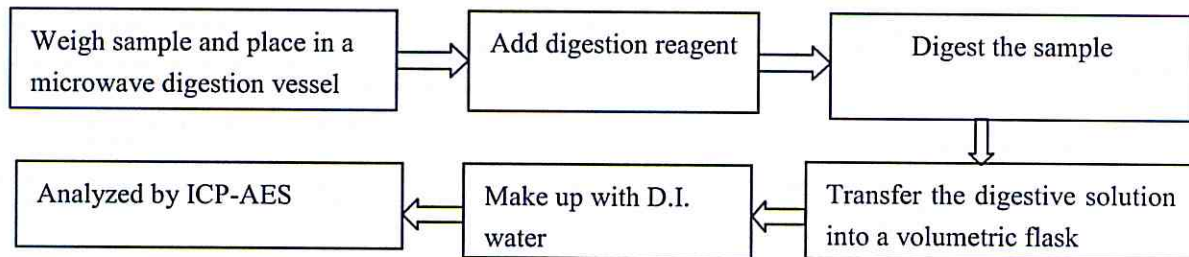 Weigh sample and place in a
microwave digestion vessel
Add digestion reagent
Digest the sample
Transfer the digestive solution
into a volumetric flask
Make up with D.I.
water
Analyzed by ICP-AES